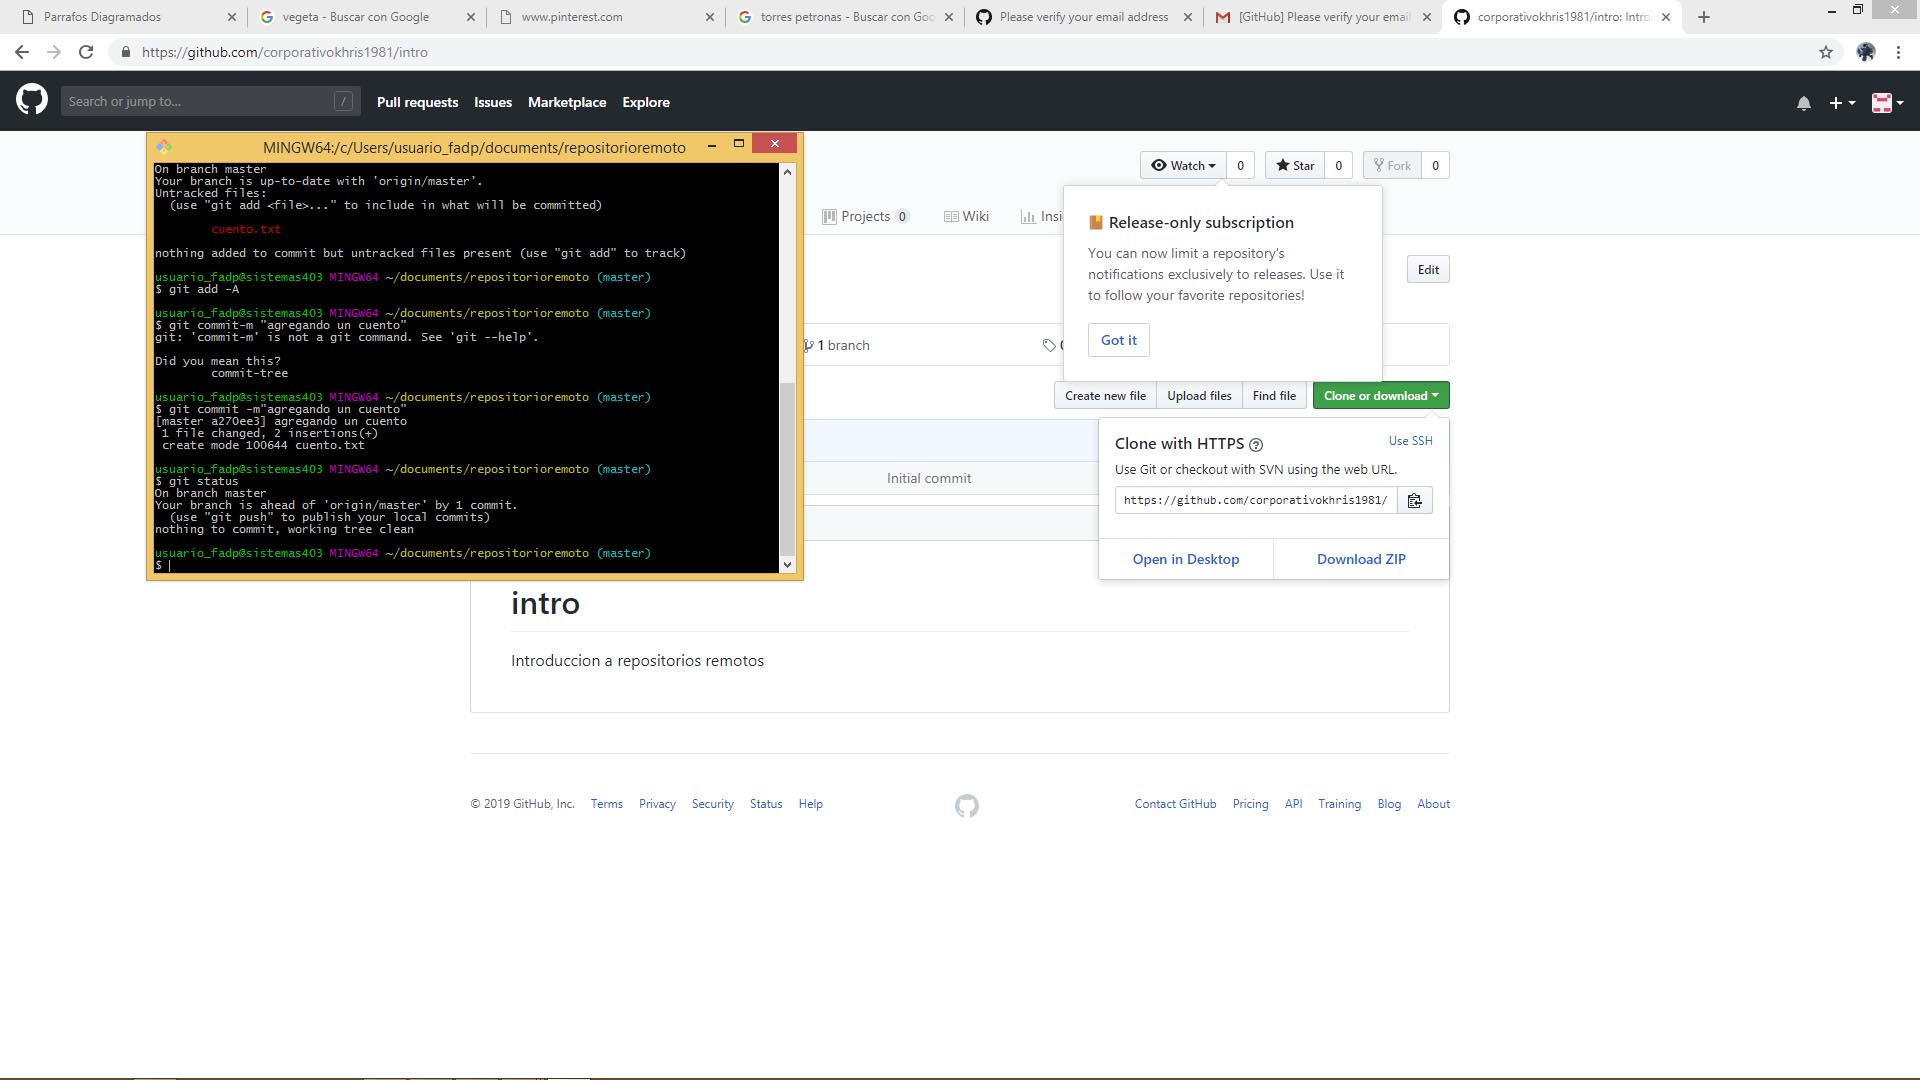 Parrafos Diagramados
vegeta - Buscar con Google
www.pinterest.com
torres petronas - Buscar con Goo
Please verify your email address
[GitHub] Please verify your email
corporativokhris1981/intro: Intro
https://github.com/corporativokhris1981/intro
Search or jump to...
/
Pull requests
Issues
Marketplace
Explore
MINGW64:/c/Users/usuario_fadp/documents/repositorioremoto
On branch master
Your branch is up-to-date with 'origin/master'.
Untracked files:
(use "git add <file>..." to include in what will be committed)
cuento.txt
nothing added to commit but untracked files present (use "git add" to track)
usuario_fadp@sistemas403 MINGW64 ~/documents/repositorioremoto (master)
$ git add -A
usuario_fadp@sistemas403 MINGW64 ~/documents/repositorioremoto (master)
$ git commit-m "agregando un cuento"
git: 'commit-m' is not a git command. See 'git --help'.
Did you mean this?
commit-tree
usuario_fadp@sistemas403 MINGW64 ~/documents/repositorioremoto (master)
$ git commit -m"agregando un cuento"
[master a270ee3] agregando un cuento
1 file changed, 2 insertions(+)
create mode 100644 cuento.txt
usuario_fadp@sistemas403 MINGW64 ~/documents/repositorioremoto (master)
$ git status
On branch master
Your branch is ahead of 'origin/master' by 1 commit.
(use "git push" to publish your local commits)
nothing to commit, working tree clean
usuario_fadp@sistemas403 MINGW64 ~/documents/repositorioremoto (master)
$
Watch 0
Star 0
Fork 0
Projects 0
Wiki
Insi
Release-only subscription
You can now limit a repository's
notifications exclusively to releases. Use it
to follow your favorite repositories!
Got it
Edit
1 branch
Create new file
Upload files
Find file
Clone or download
Initial commit
Clone with HTTPS
Use SSH
Use Git or checkout with SVN using the web URL.
https://github.com/corporativokhris1981/
Open in Desktop
Download ZIP
intro
Introduccion a repositorios remotos
© 2019 GitHub, Inc.
Terms
Privacy
Security
Status
Help
Contact GitHub
Pricing
API
Training
Blog
About